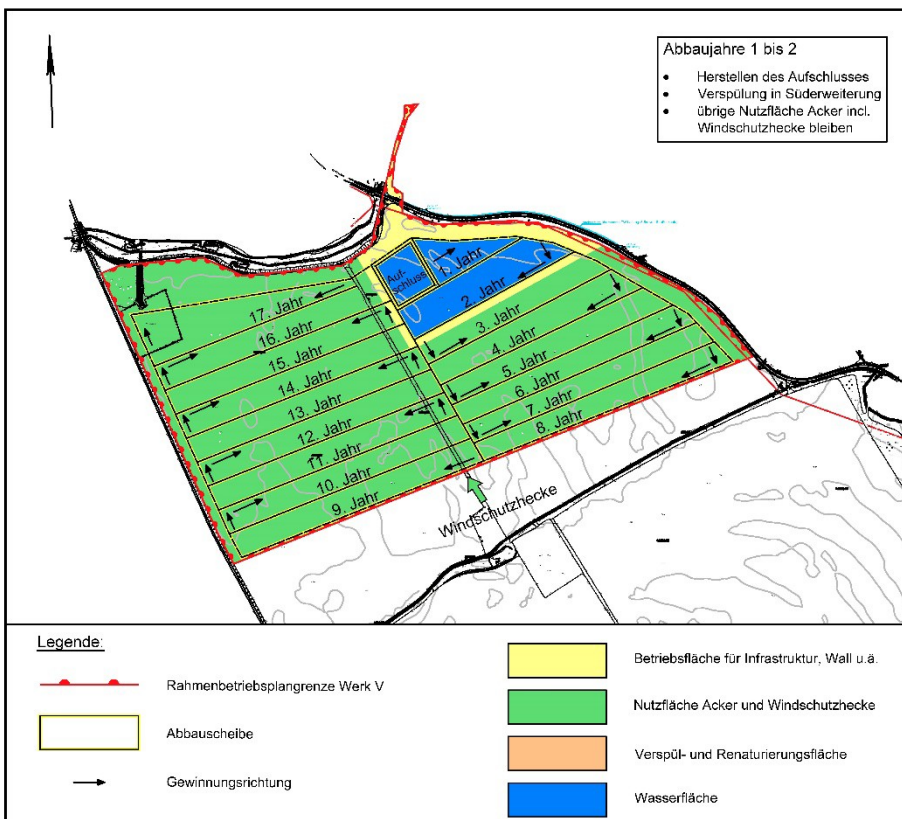 Abbaujahre 1 bis 2
• Herstellen des Aufschlusses
• Verspülung in Süderweiterung
• übrige Nutzfläche Acker incl.
Windschutzhecke bleiben
Auf-
schluss
1. Jahr
2. Jahr
3. Jahr
4. Jahr
5. Jahr
6. Jahr
7. Jahr
8. Jahr
17. Jahr
16. Jahr
15. Jahr
14. Jahr
13. Jahr
12. Jahr
11. Jahr
10. Jahr
9. Jahr
Windschutzhecke
Legende:
Rahmenbetriebsplangrenze Werk V
Abbauscheibe
Gewinnungsrichtung
Betriebsfläche für Infrastruktur, Wall u.ä.
Nutzfläche Acker und Windschutzhecke
Verspül- und Renaturierungsfläche
Wasserfläche